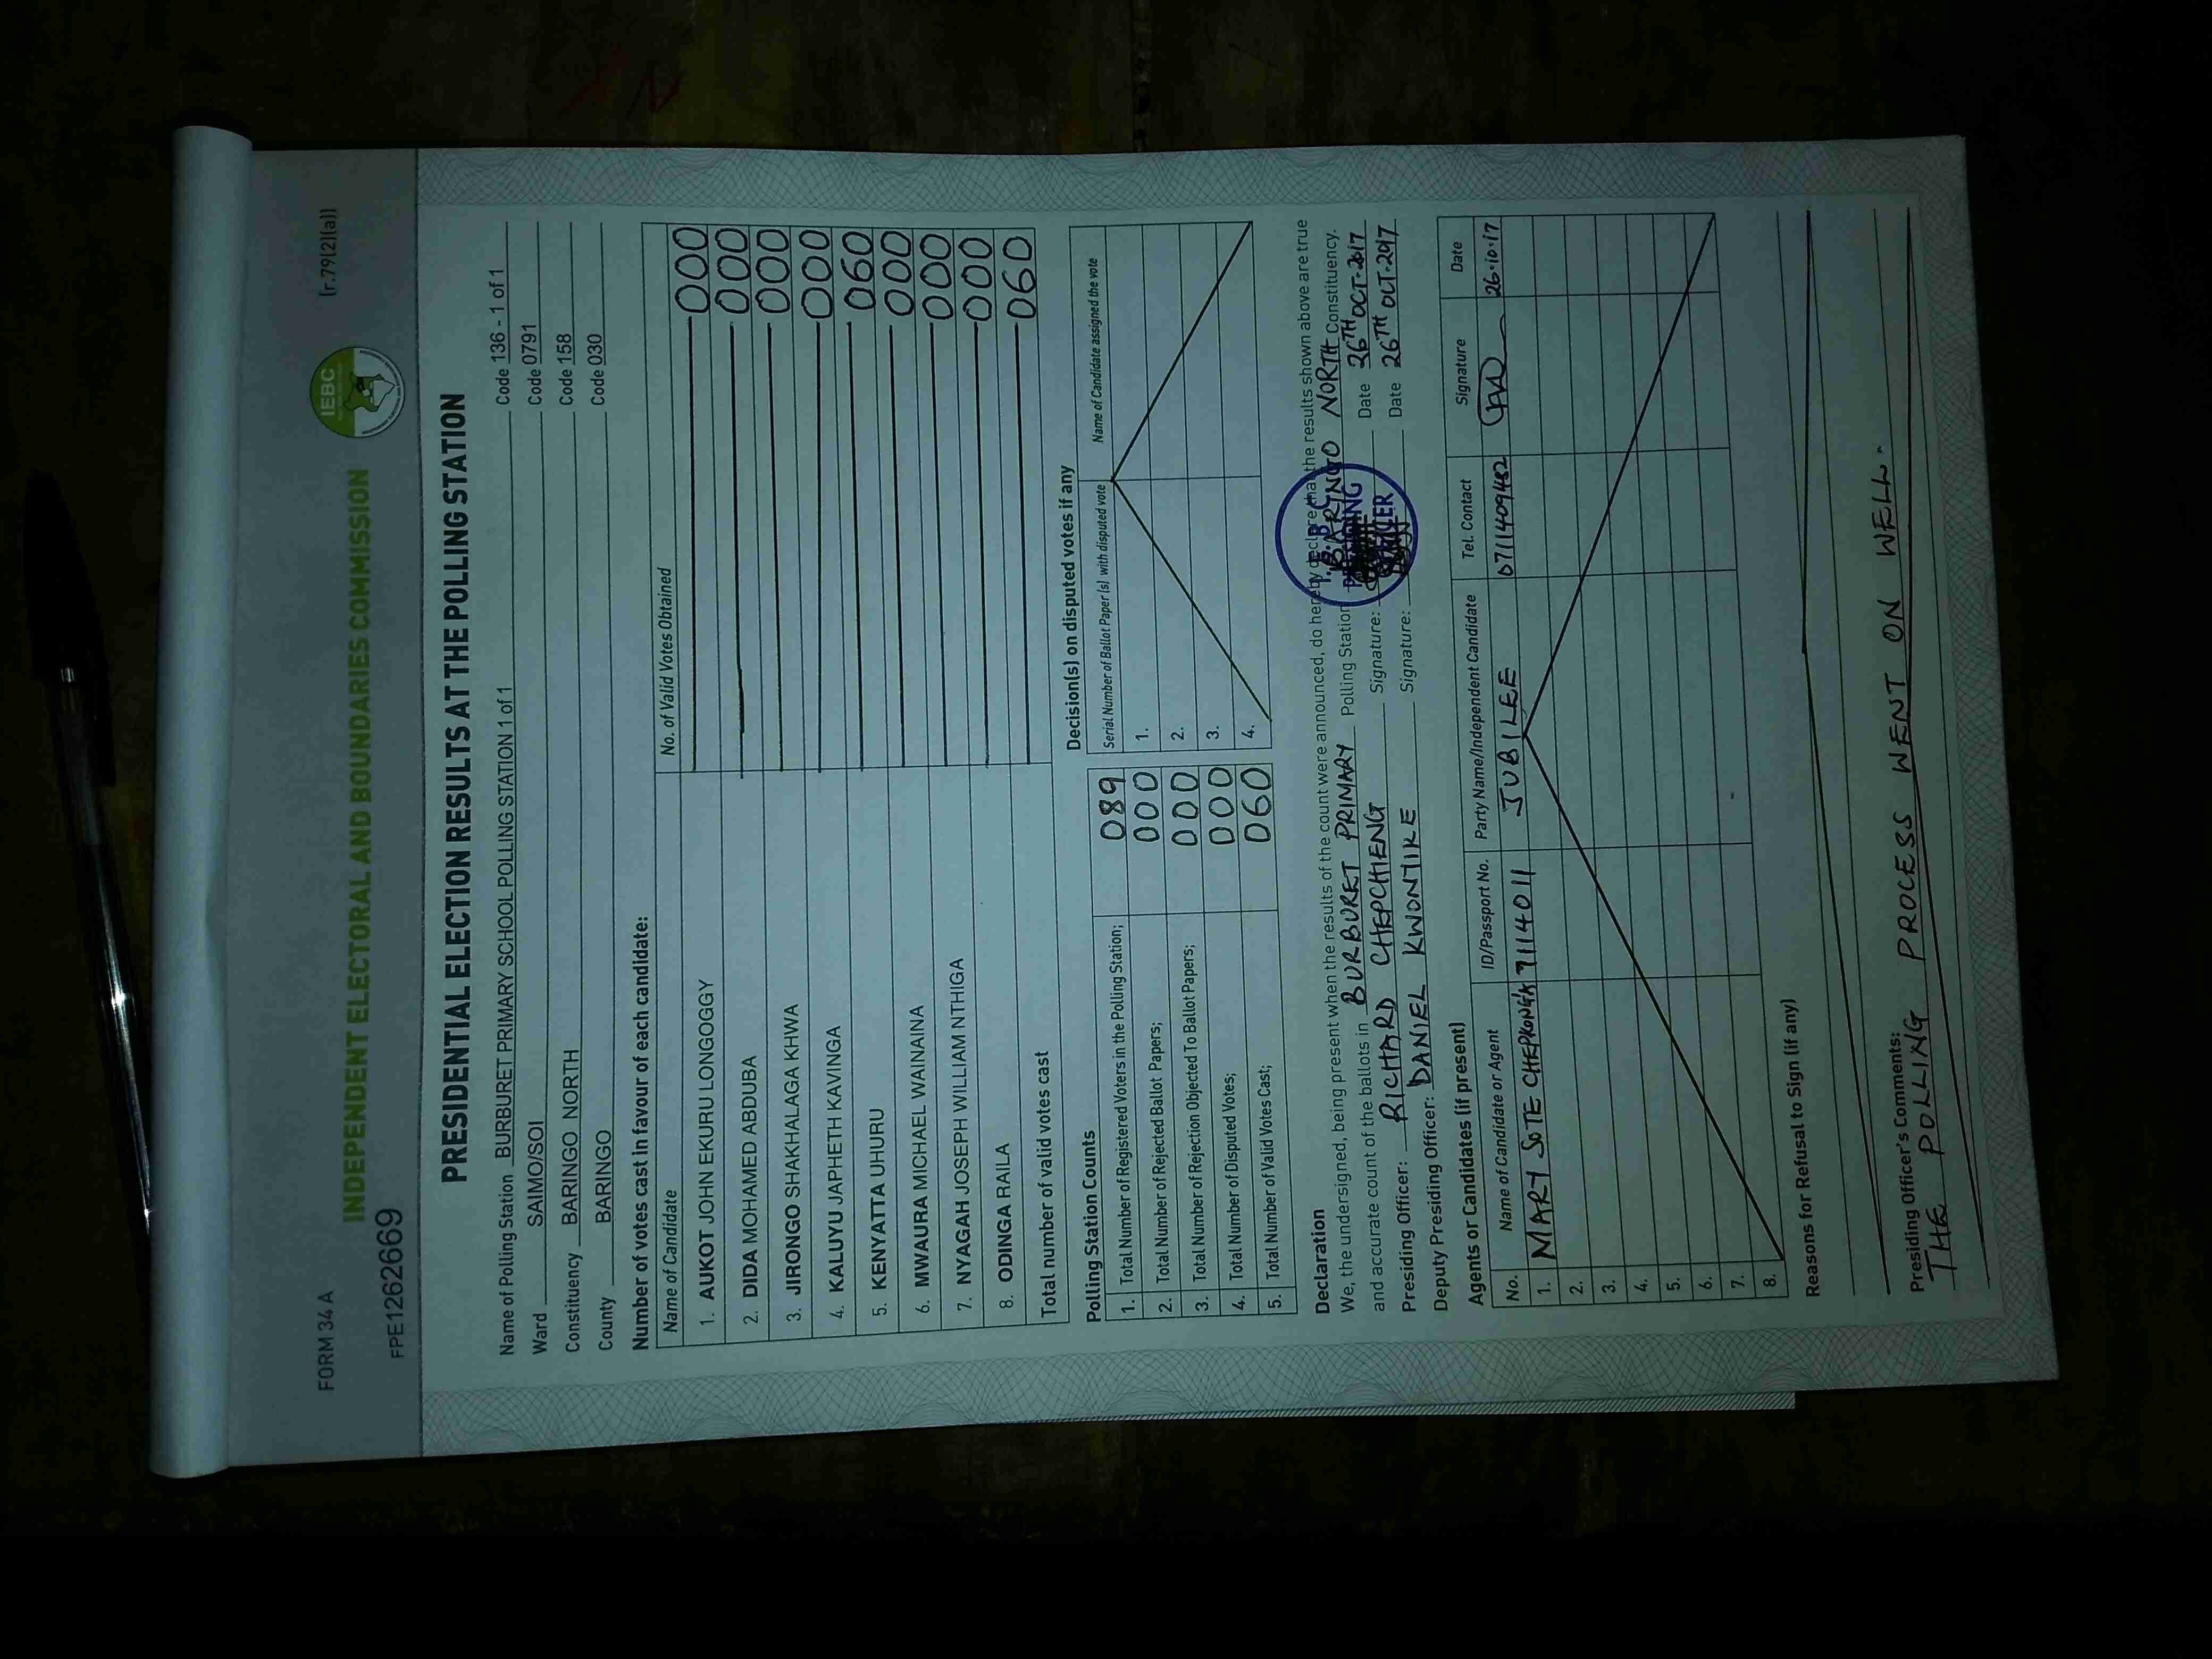 FORM 34 A
(r.79(2)(a))
IEBC
INDEPENDENT ELECTORAL AND BOUNDARIES COMMISSION
FPE1262669
PRESIDENTIAL ELECTION RESULTS AT THE POLLING STATION
Name of Polling Station BURBURET PRIMARY SCHOOL POLLING STATION 1 of 1 Code 136 - 1 of 1
Ward SAIMO/SOI Code 0791
Constituency BARINGO NORTH Code 158
County BARINGO Code 030
Number of votes cast in favour of each candidate:
Name of Candidate No. of Valid Votes Obtained
1. AUKOT JOHN EKURU LONGOGGY 000
2. DIDA MOHAMED ABDUBA 000
3. JIRONGO SHAKHALAGA KHWA 000
4. KALUYU JAPHETH KAVINGA 000
5. KENYATTA UHURU 060
6. MWAURA MICHAEL WAINAINA 000
7. NYAGAH JOSEPH WILLIAM NTHIGA 000
8. ODINGA RAILA 000
Total number of valid votes cast 060
Polling Station Counts
1. Total Number of Registered Voters in the Polling Station; 089
2. Total Number of Rejected Ballot Papers; 000
3. Total Number of Rejection Objected To Ballot Papers; 000
4. Total Number of Disputed Votes; 000
5. Total Number of Valid Votes Cast; 060
Decision(s) on disputed votes if any
Serial Number of Ballot Paper (s) with disputed vote Name of Candidate assigned the vote
1.
2.
3.
4.
Declaration
We, the undersigned, being present when the results of the count were announced, do hereby declare that the results shown above are true
and accurate count of the ballots in BURBURET PRIMARY Polling Station BARINGO NORTH Constituency.
Presiding Officer: RICHARD CHEPCHIENG Signature: Date 26TH OCT. 2017
Deputy Presiding Officer: DANIEL KWONTIKE Signature: Date 26TH OCT. 2017
Agents or Candidates (if present)
No. Name of Candidate or Agent ID/Passport No. Party Name/Independent Candidate Tel. Contact Signature Date
1. MARY SOTE CHEPKONGA 7114011 JUBILEE 0711409482 26.10.17
2.
3.
4.
5.
6.
7.
8.
Reasons for Refusal to Sign (if any)
Presiding Officer's Comments:
THE POLLING PROCESS WENT ON WELL.